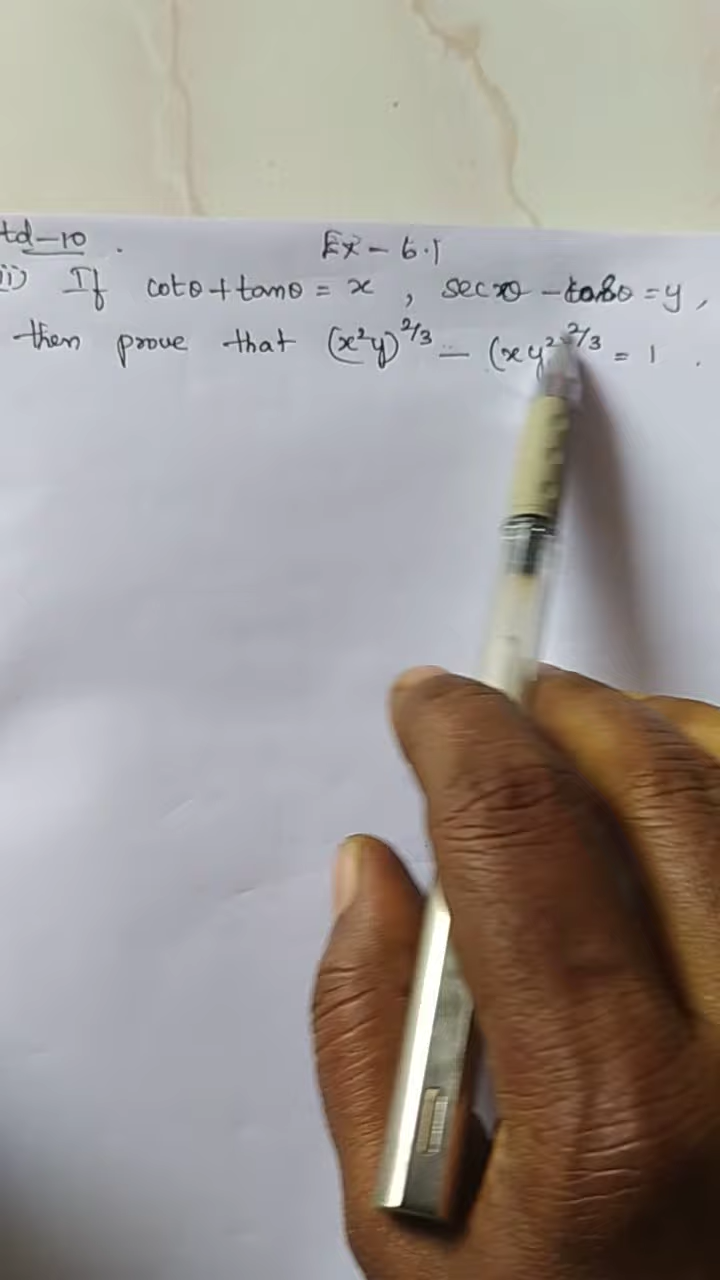 td-10. Ex - 6.1
ii) If cotθ + tanθ = x, secθ - cosθ = y,
then prove that (x²y)^2/3 - (xy²)^2/3 = 1.